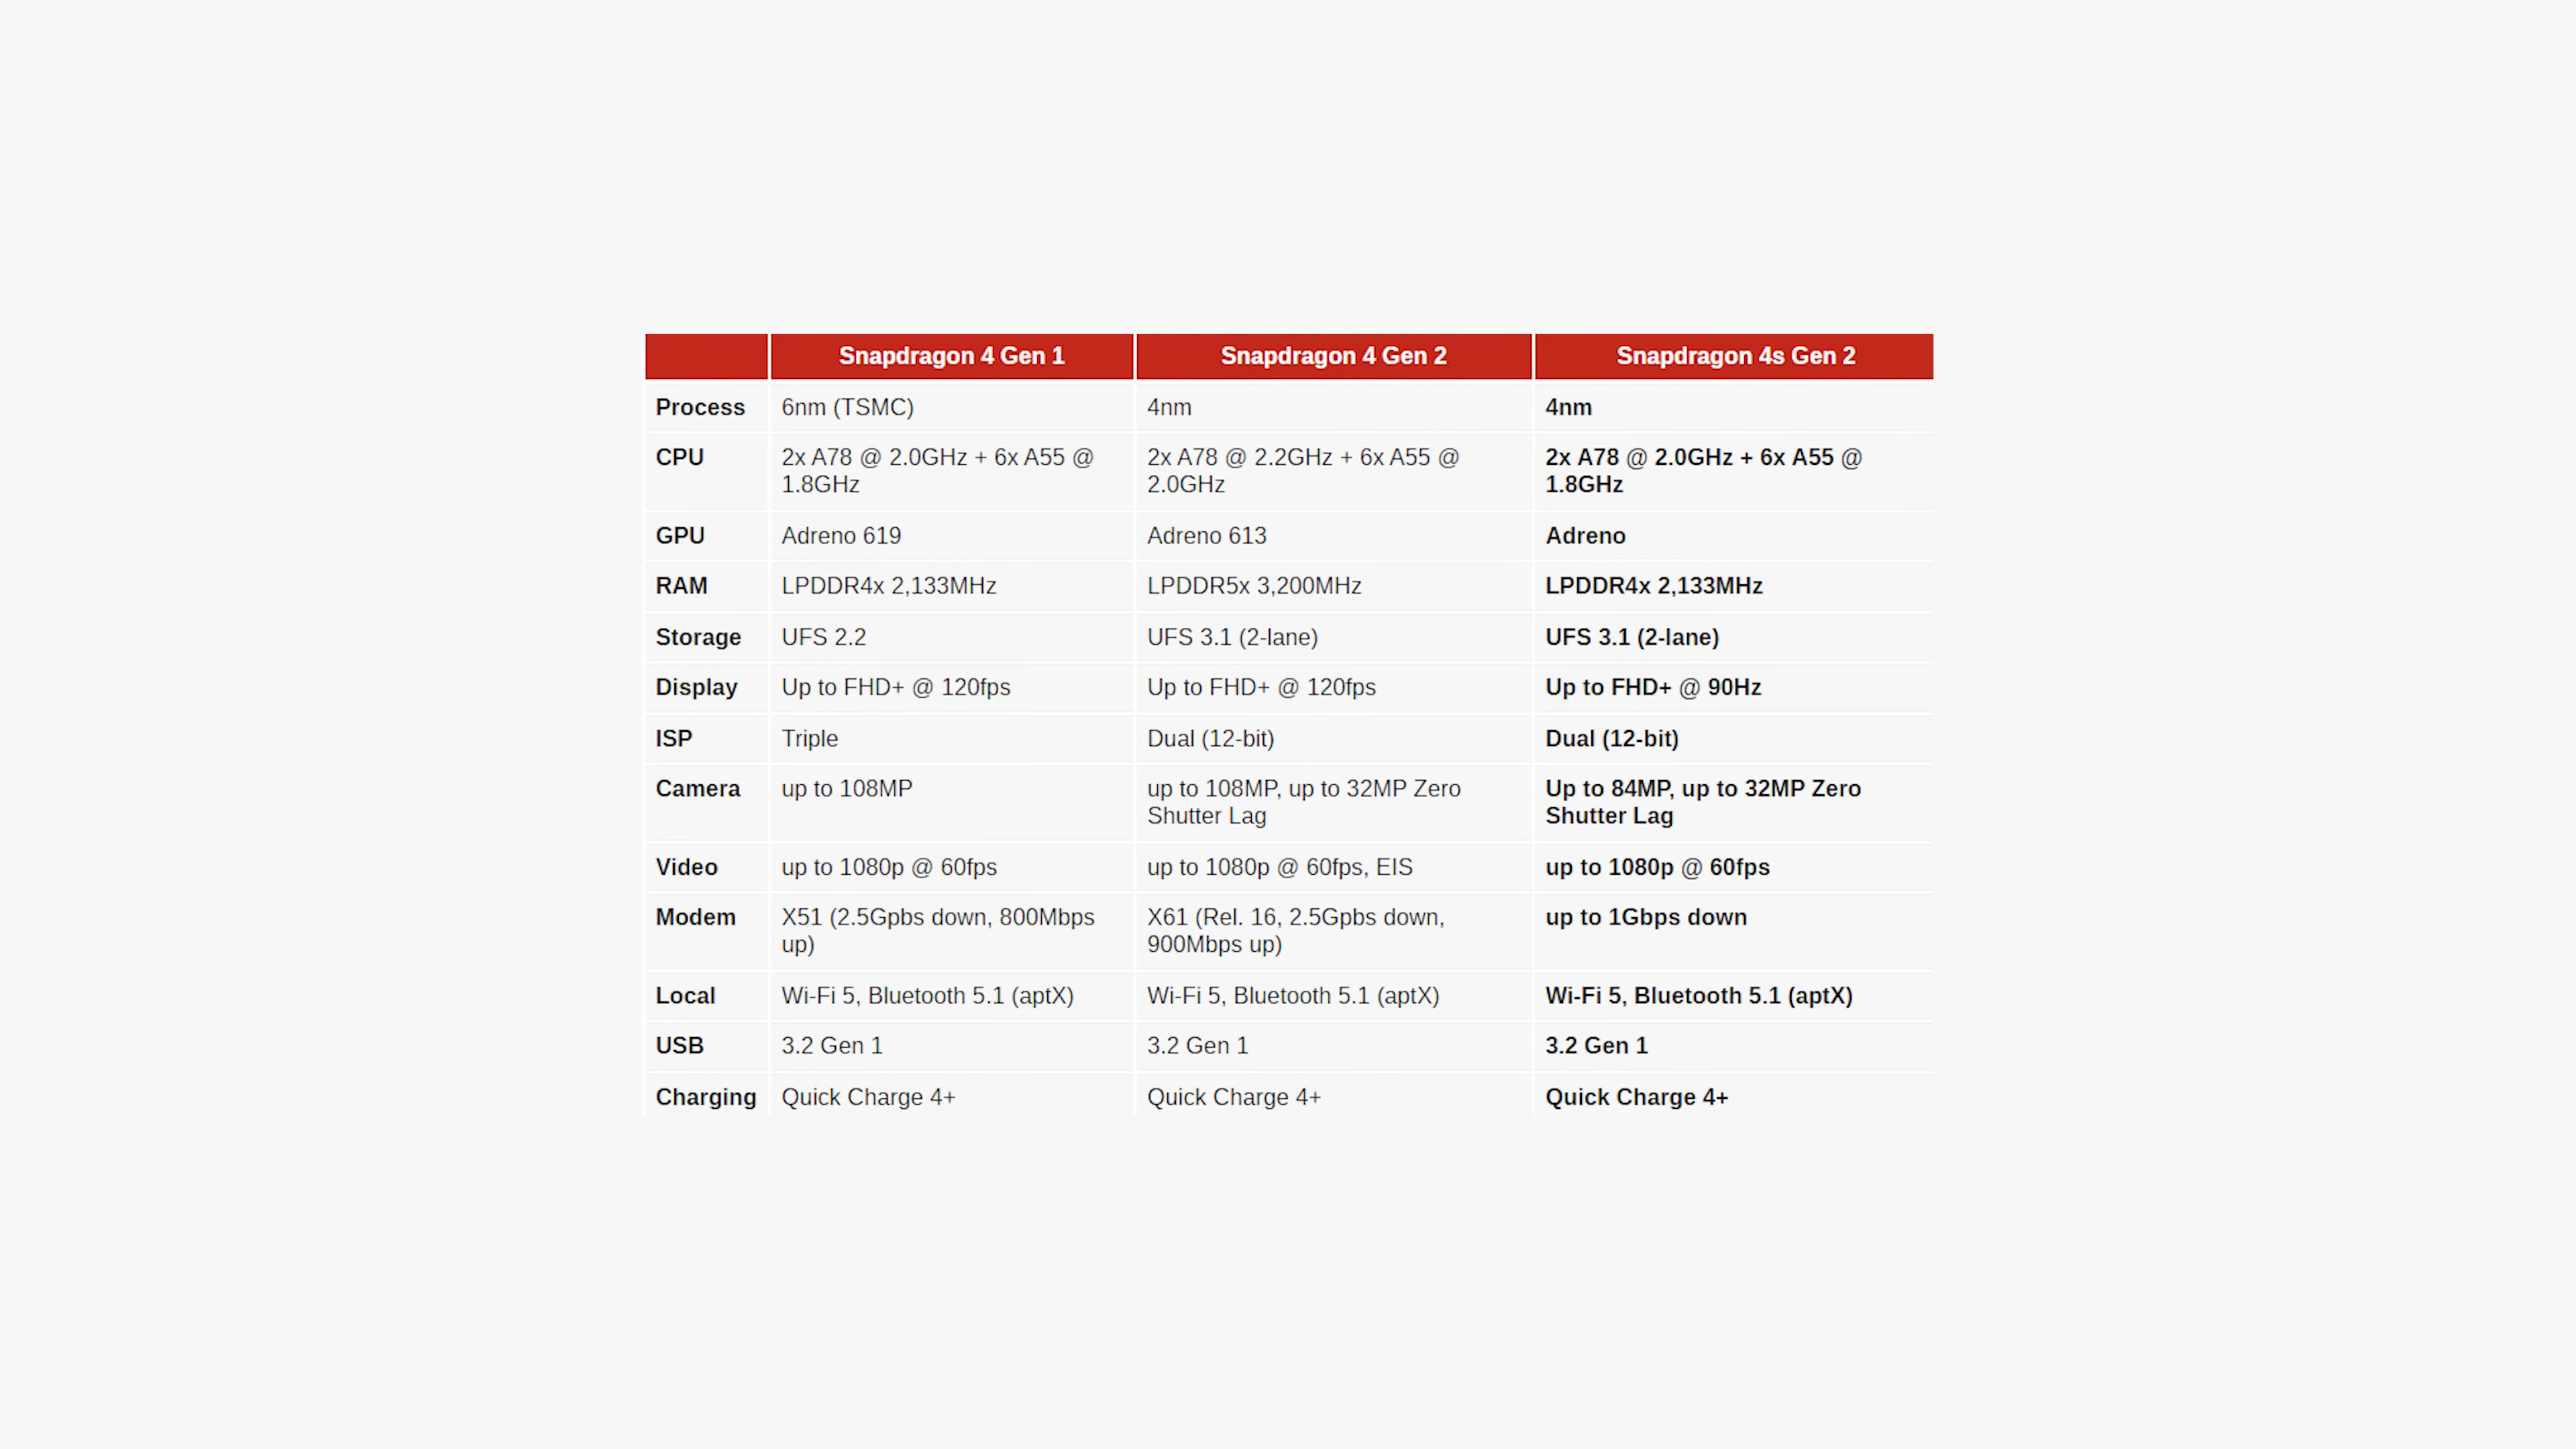 Snapdragon 4 Gen 1 Snapdragon 4 Gen 2 Snapdragon 4s Gen 2
Process 6nm (TSMC) 4nm 4nm
CPU 2x A78 @ 2.0GHz + 6x A55 @ 2x A78 @ 2.2GHz + 6x A55 @ 2x A78 @ 2.0GHz + 6x A55 @
1.8GHz 2.0GHz 1.8GHz
GPU Adreno 619 Adreno 613 Adreno
RAM LPDDR4x 2,133MHz LPDDR5x 3,200MHz LPDDR4x 2,133MHz
Storage UFS 2.2 UFS 3.1 (2-lane) UFS 3.1 (2-lane)
Display Up to FHD+ @ 120fps Up to FHD+ @ 120fps Up to FHD+ @ 90Hz
ISP Triple Dual (12-bit) Dual (12-bit)
Camera up to 108MP up to 108MP, up to 32MP Zero Up to 84MP, up to 32MP Zero
Shutter Lag Shutter Lag
Video up to 1080p @ 60fps up to 1080p @ 60fps, EIS up to 1080p @ 60fps
Modem X51 (2.5Gpbs down, 800Mbps X61 (Rel. 16, 2.5Gpbs down, up to 1Gbps down
up) 900Mbps up)
Local Wi-Fi 5, Bluetooth 5.1 (aptX) Wi-Fi 5, Bluetooth 5.1 (aptX) Wi-Fi 5, Bluetooth 5.1 (aptX)
USB 3.2 Gen 1 3.2 Gen 1 3.2 Gen 1
Charging Quick Charge 4+ Quick Charge 4+ Quick Charge 4+